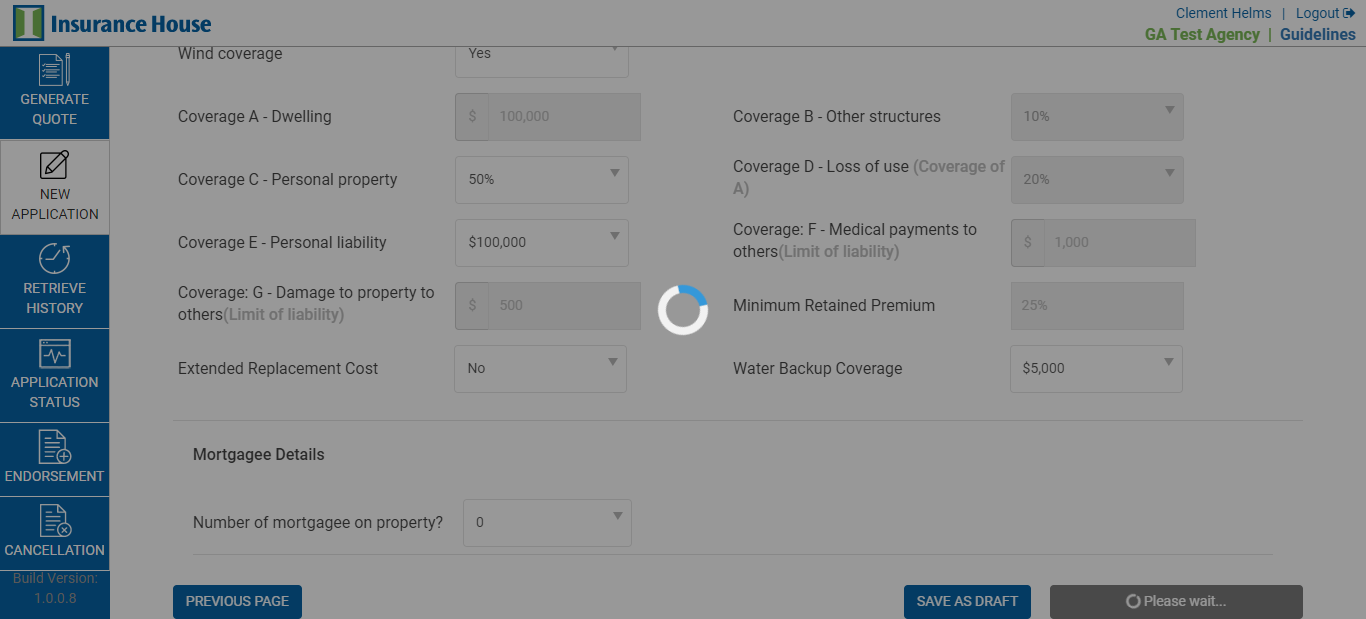 Insurance House
Clement Helms | Logout
GA Test Agency | Guidelines
GENERATE
QUOTE
NEW
APPLICATION
RETRIEVE
HISTORY
APPLICATION
STATUS
ENDORSEMENT
CANCELLATION
Build Version:
1.0.0.8
Wind coverage Yes
Coverage A - Dwelling $ 100,000
Coverage B - Other structures 10%
Coverage C - Personal property 50%
Coverage D - Loss of use (Coverage of
A) 20%
Coverage E - Personal liability $100,000
Coverage: F - Medical payments to
others(Limit of liability) $ 1,000
Coverage: G - Damage to property to
others(Limit of liability) $ 500
Minimum Retained Premium 25%
Extended Replacement Cost No
Water Backup Coverage $5,000
Mortgagee Details
Number of mortgagee on property? 0
PREVIOUS PAGE
SAVE AS DRAFT
Please wait...